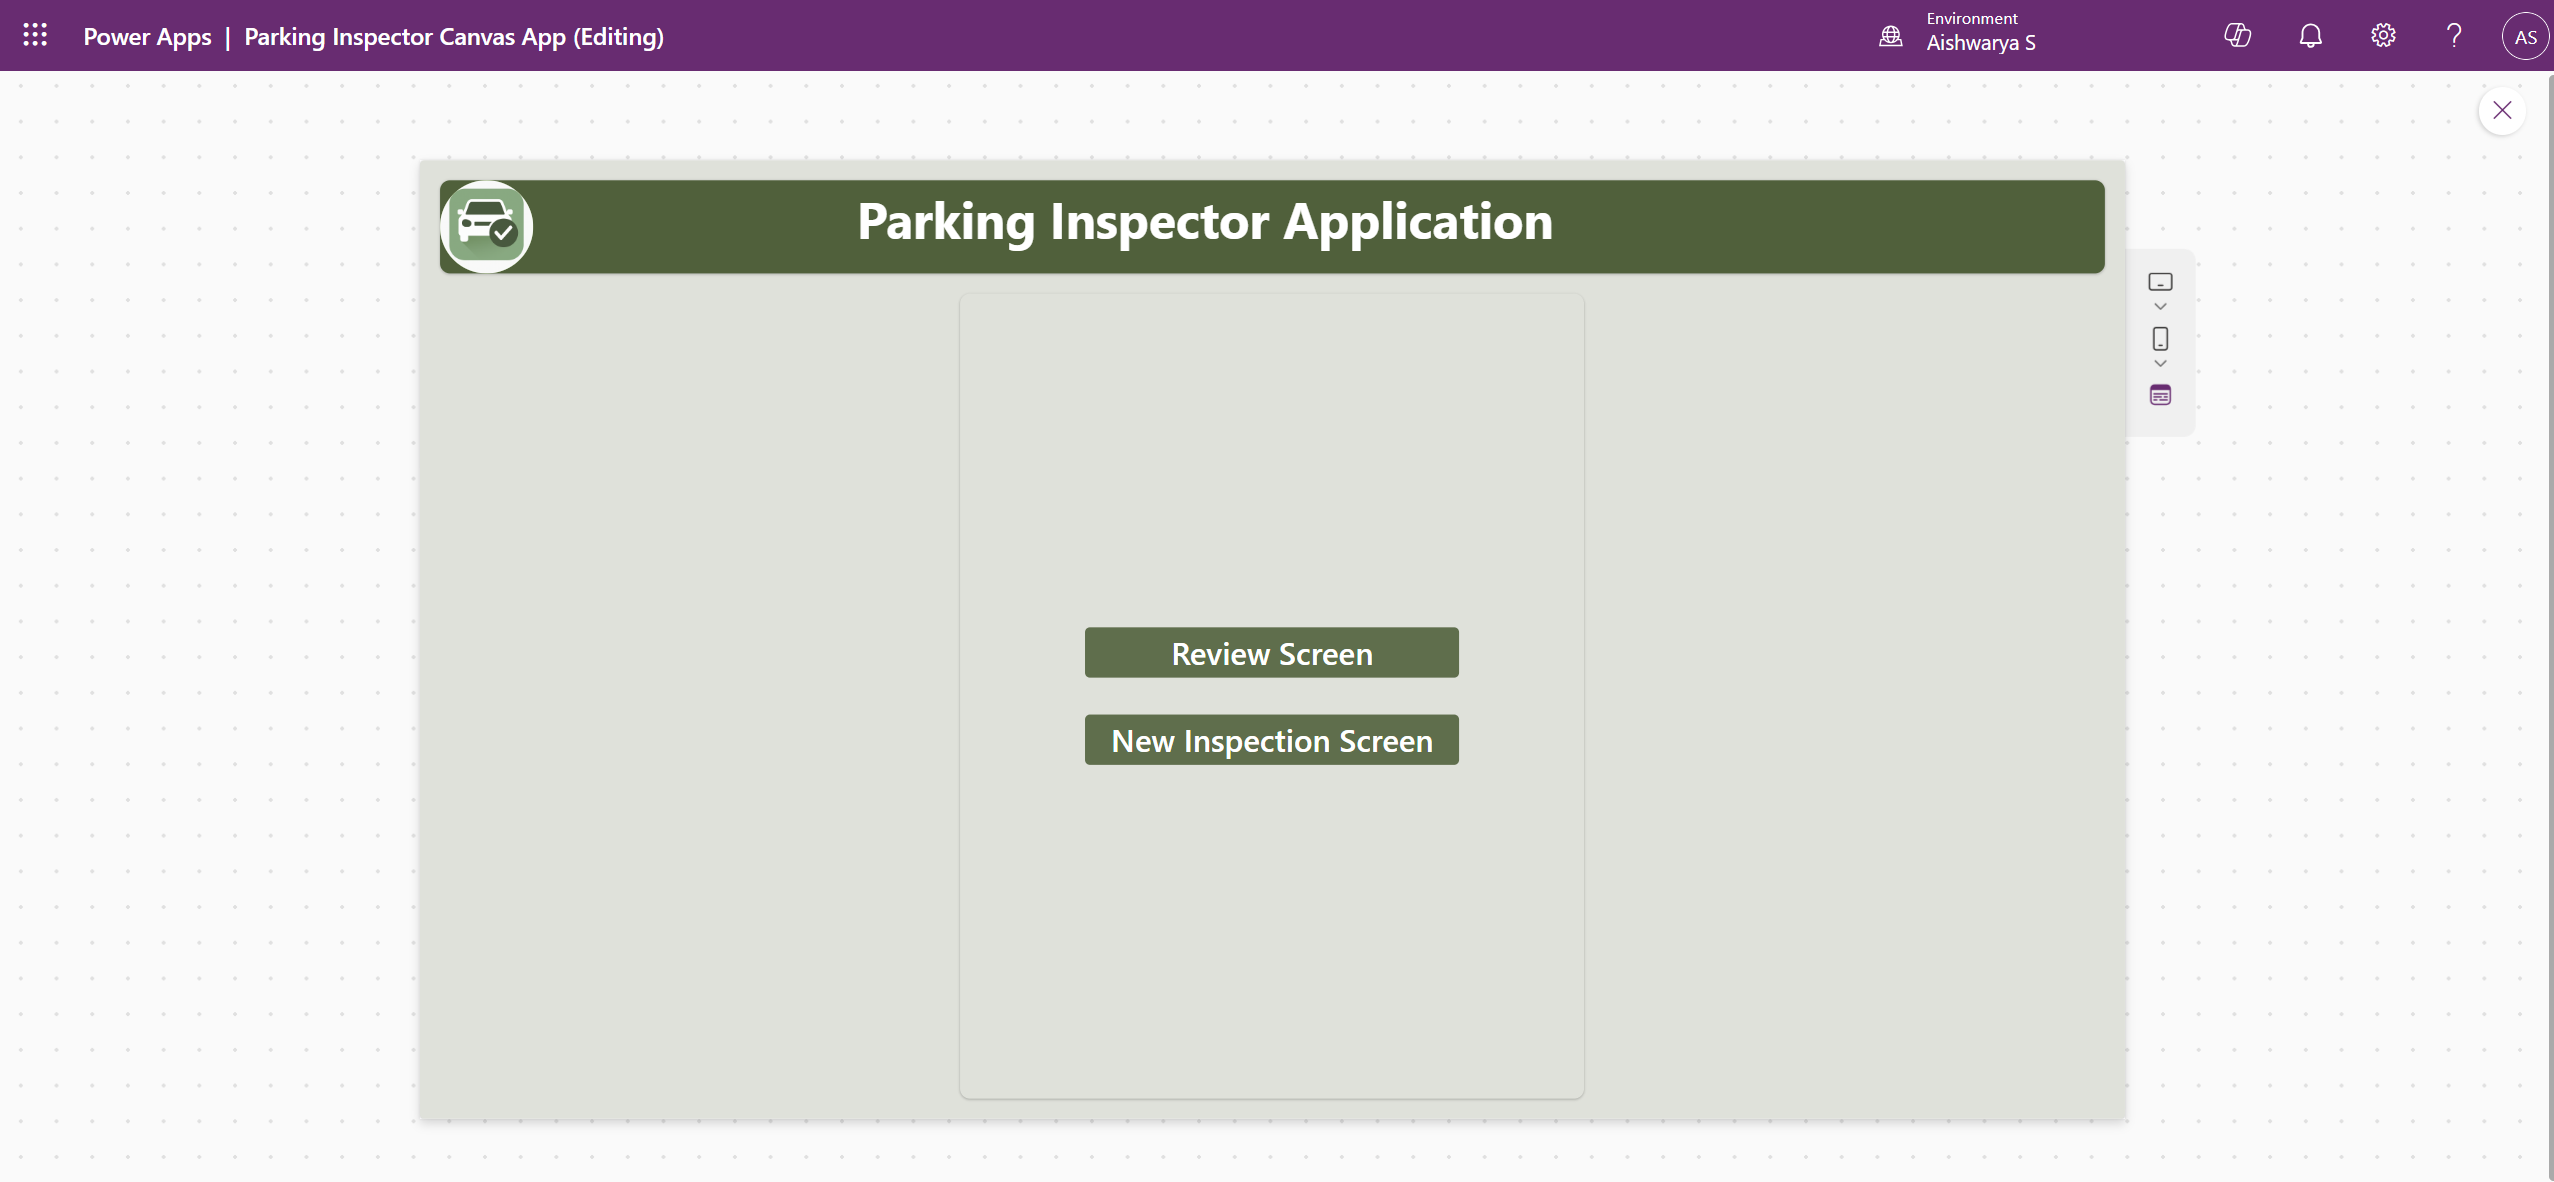 Power Apps | Parking Inspector Canvas App (Editing)
Environment
Aishwarya S
AS
Parking Inspector Application
Review Screen
New Inspection Screen